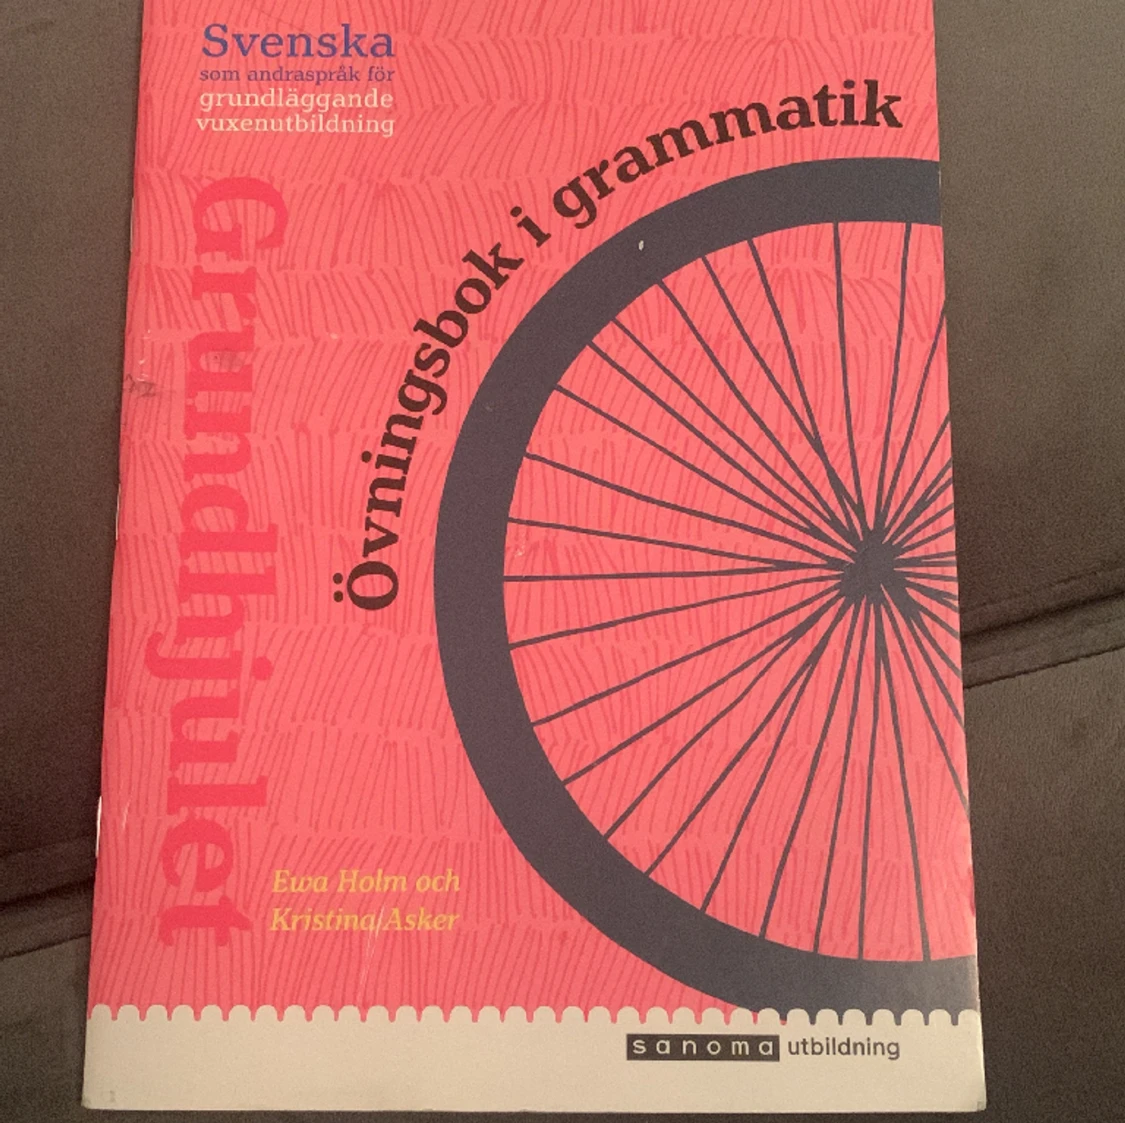 Svenska
som andraspråk för
grundläggande
vuxenutbildning
Övningsbok i grammatik
Grundhjulet
Ewa Holm och
Kristina Asker
sanoma utbildning